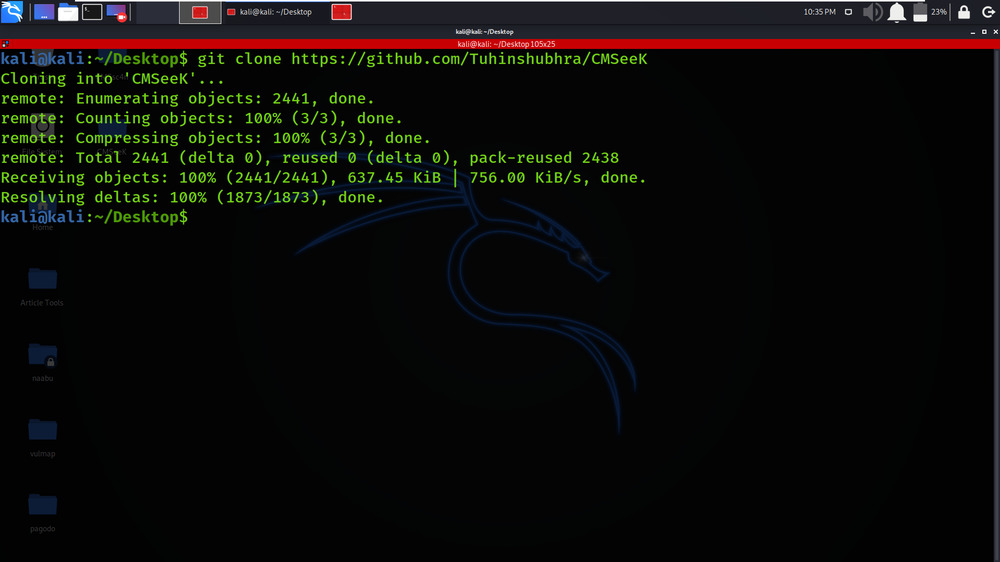 kali@kali: ~/Desktop
10:35 PM
23%
kali@kali: ~/Desktop
kali@kali: ~/Desktop 105x25
kali@kali:~/Desktop$ git clone https://github.com/Tuhinshubhra/CMSeeK
Cloning into 'CMSeeK'...
remote: Enumerating objects: 2441, done.
remote: Counting objects: 100% (3/3), done.
remote: Compressing objects: 100% (3/3), done.
remote: Total 2441 (delta 0), reused 0 (delta 0), pack-reused 2438
Receiving objects: 100% (2441/2441), 637.45 KiB | 756.00 KiB/s, done.
Resolving deltas: 100% (1873/1873), done.
kali@kali:~/Desktop$
Home
Article Tools
naabu
vulmap
pagodo